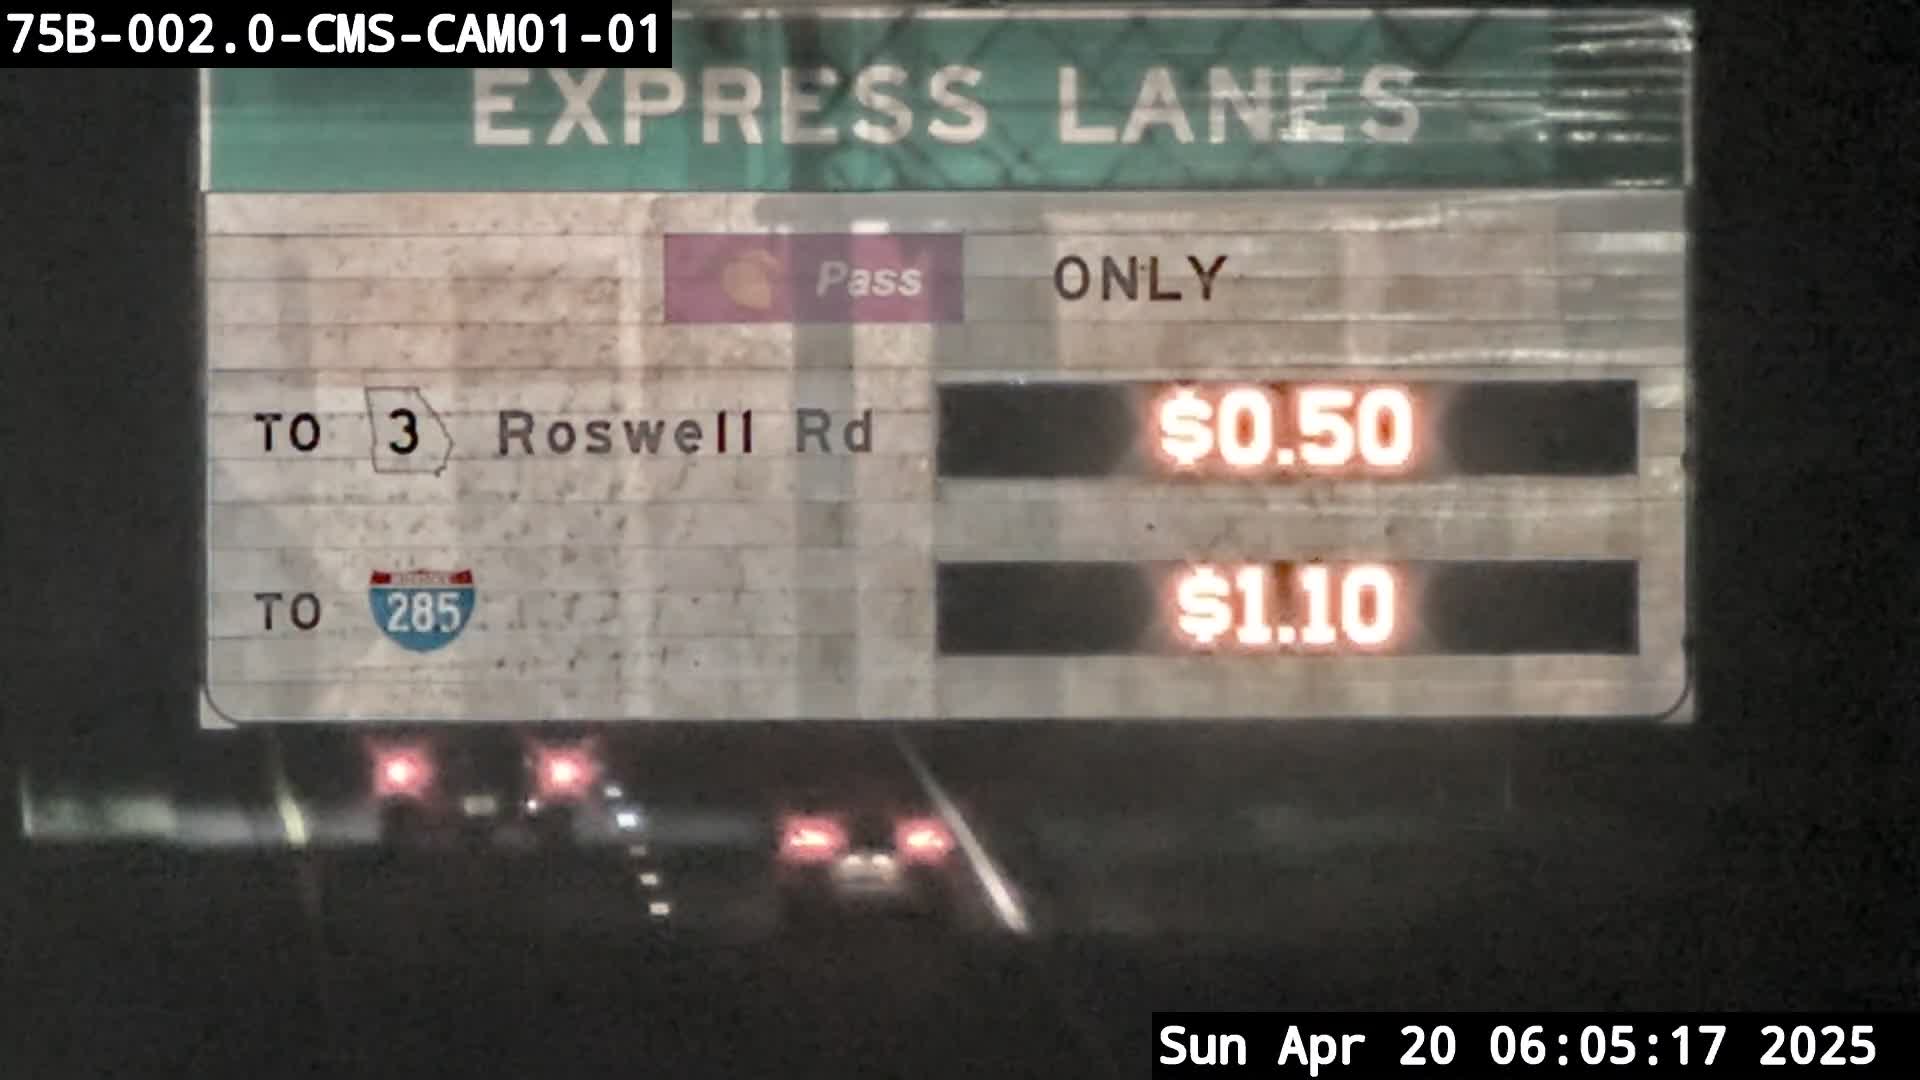 75B-002.0-CMS-CAM01-01
EXPRESS LANES
Pass ONLY
TO 3 Roswell Rd $0.50
TO 285 $1.10
Sun Apr 20 06:05:17 2025